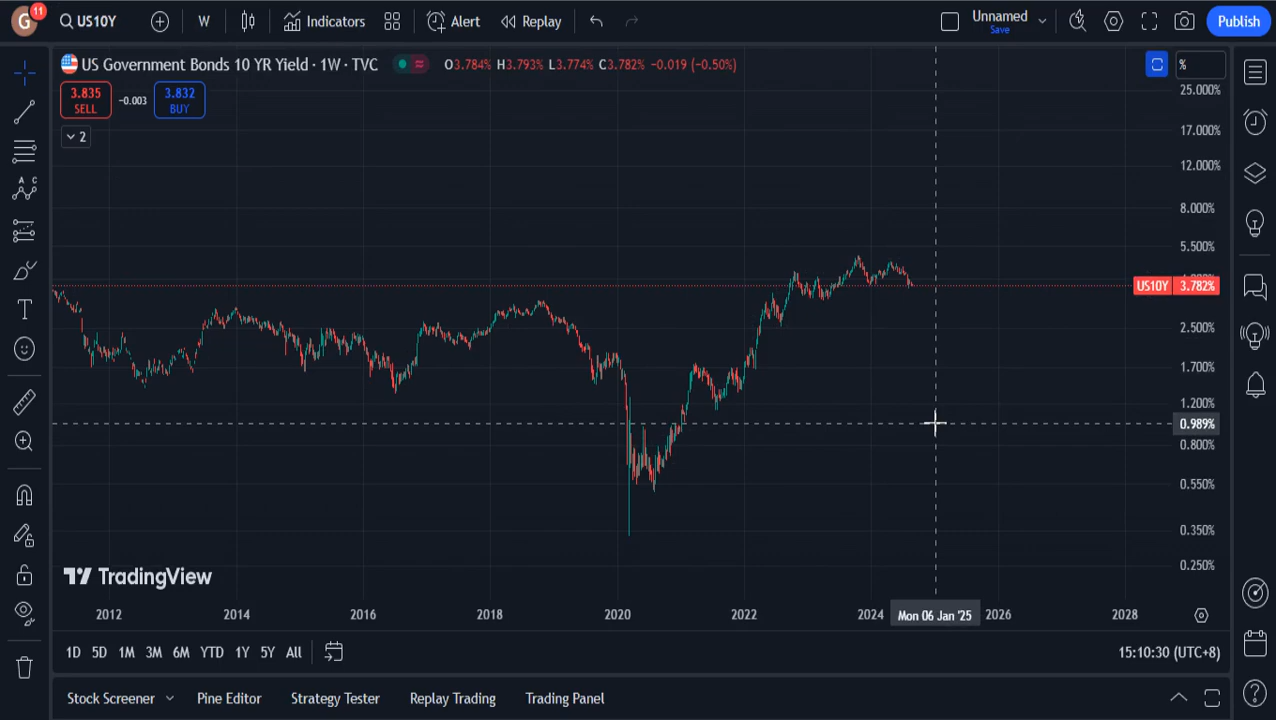 G 11 US10Y W Indicators Alert Replay Unnamed Save Publish
US Government Bonds 10 YR Yield · 1W · TVC O3.784% H3.793% L3.774% C3.782% −0.019 (−0.50%) %
3.835 SELL −0.003 3.832 BUY
2
25.000%
17.000%
12.000%
8.000%
5.500%
US10Y 3.782%
2.500%
1.700%
1.200%
0.989%
0.800%
0.550%
0.350%
0.250%
A C
T
TradingView
2012 2014 2016 2018 2020 2022 2024 Mon 06 Jan '25 2026 2028
1D 5D 1M 3M 6M YTD 1Y 5Y All 15:10:30 (UTC+8)
Stock Screener Pine Editor Strategy Tester Replay Trading Trading Panel